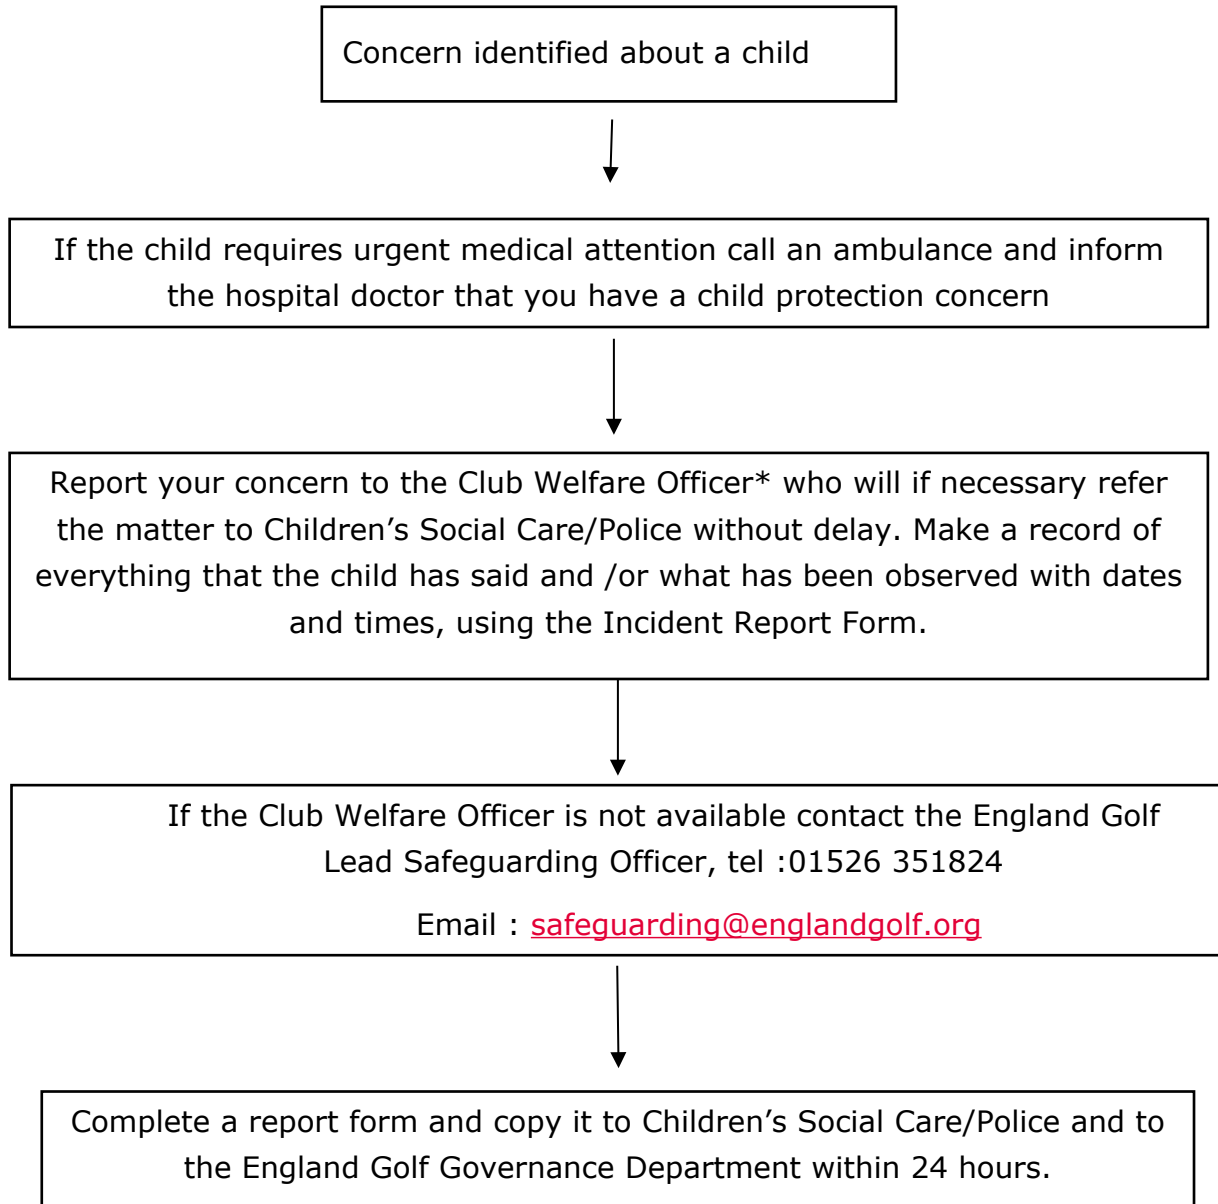 Concern identified about a child
If the child requires urgent medical attention call an ambulance and inform
the hospital doctor that you have a child protection concern
Report your concern to the Club Welfare Officer* who will if necessary refer
the matter to Children’s Social Care/Police without delay. Make a record of
everything that the child has said and /or what has been observed with dates
and times, using the Incident Report Form.
If the Club Welfare Officer is not available contact the England Golf
Lead Safeguarding Officer, tel :01526 351824
Email : safeguarding@englandgolf.org
Complete a report form and copy it to Children’s Social Care/Police and to
the England Golf Governance Department within 24 hours.